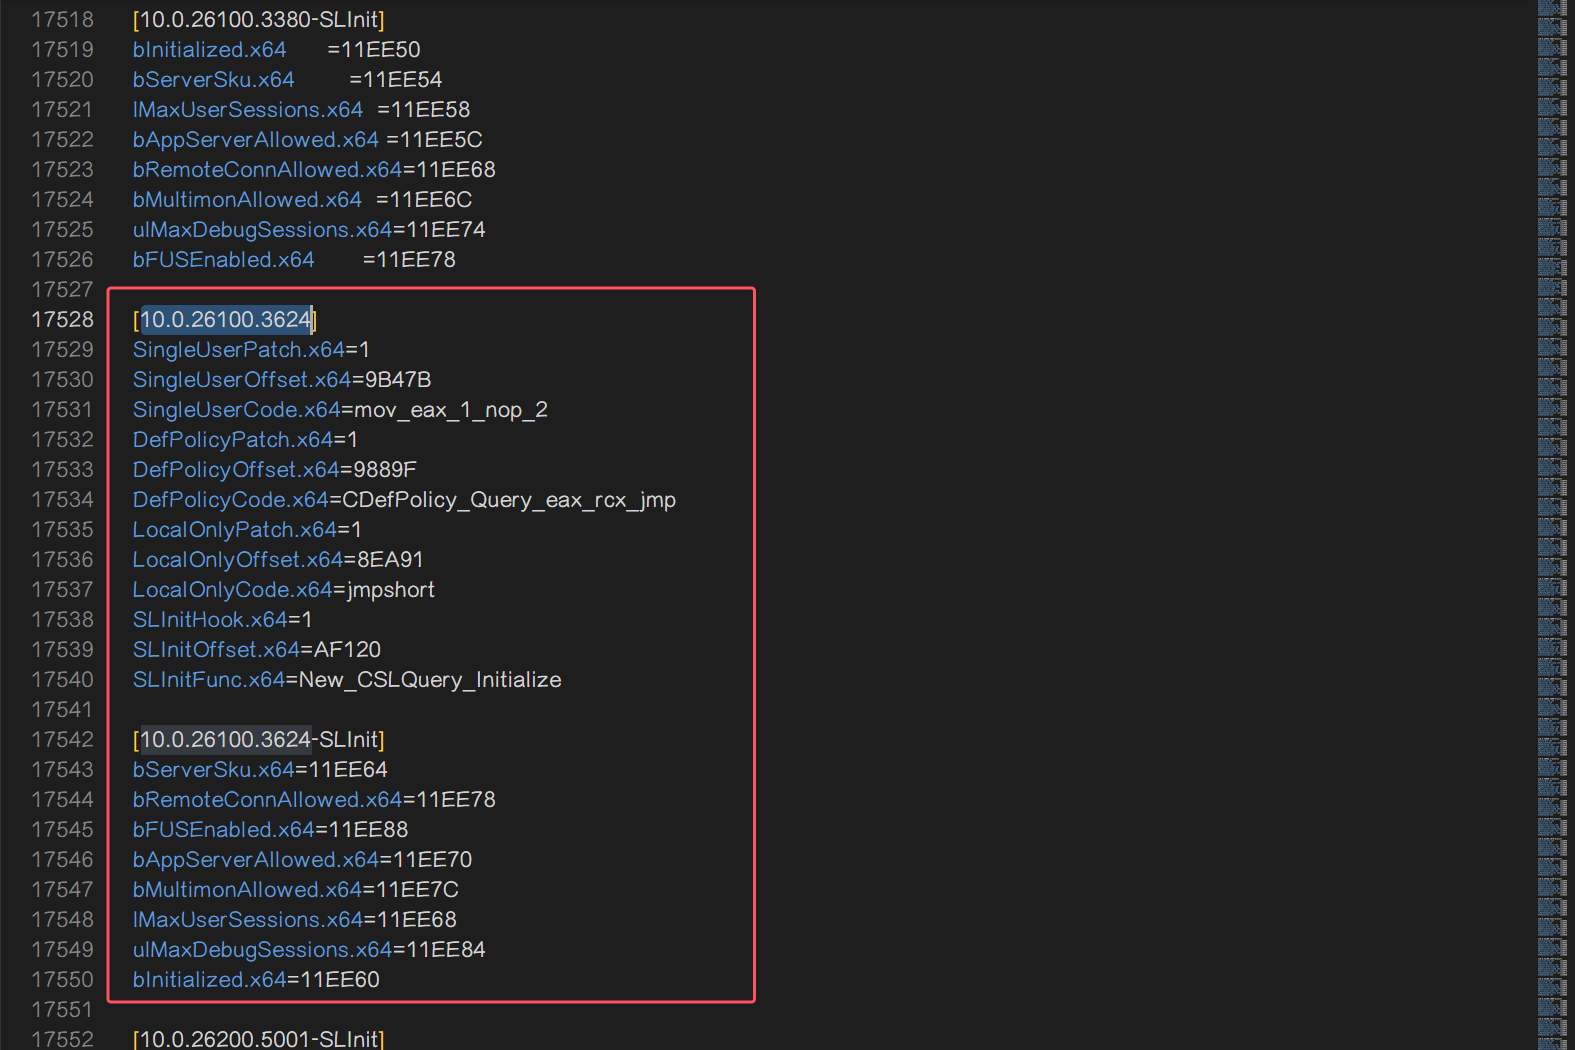 17518 [10.0.26100.3380-SLInit]
17519 bInitialized.x64 =11EE50
17520 bServerSku.x64 =11EE54
17521 lMaxUserSessions.x64 =11EE58
17522 bAppServerAllowed.x64 =11EE5C
17523 bRemoteConnAllowed.x64=11EE68
17524 bMultimonAllowed.x64 =11EE6C
17525 ulMaxDebugSessions.x64=11EE74
17526 bFUSEnabled.x64 =11EE78
17527
17528 [10.0.26100.3624]
17529 SingleUserPatch.x64=1
17530 SingleUserOffset.x64=9B47B
17531 SingleUserCode.x64=mov_eax_1_nop_2
17532 DefPolicyPatch.x64=1
17533 DefPolicyOffset.x64=9889F
17534 DefPolicyCode.x64=CDefPolicy_Query_eax_rcx_jmp
17535 LocalOnlyPatch.x64=1
17536 LocalOnlyOffset.x64=8EA91
17537 LocalOnlyCode.x64=jmpshort
17538 SLInitHook.x64=1
17539 SLInitOffset.x64=AF120
17540 SLInitFunc.x64=New_CSLQuery_Initialize
17541
17542 [10.0.26100.3624-SLInit]
17543 bServerSku.x64=11EE64
17544 bRemoteConnAllowed.x64=11EE78
17545 bFUSEnabled.x64=11EE88
17546 bAppServerAllowed.x64=11EE70
17547 bMultimonAllowed.x64=11EE7C
17548 lMaxUserSessions.x64=11EE68
17549 ulMaxDebugSessions.x64=11EE84
17550 bInitialized.x64=11EE60
17551
17552 [10.0.26200.5001-SLInit]